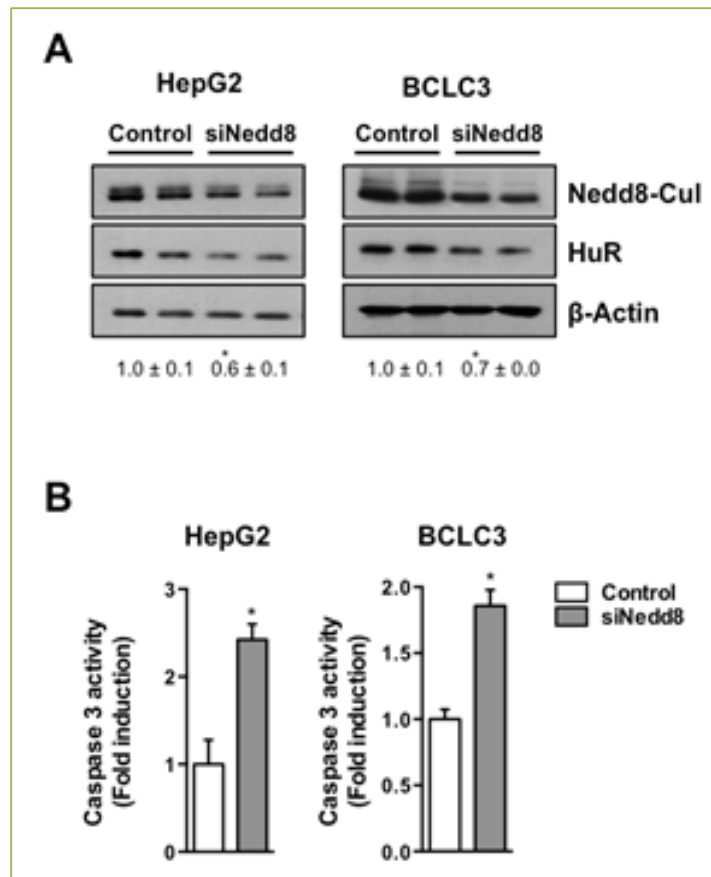 A
HepG2
BCLC3
Control siNedd8
Control siNedd8
Nedd8-Cul
HuR
β-Actin
*
1.0 ± 0.1 0.6 ± 0.1
*
1.0 ± 0.1 0.7 ± 0.0
B
HepG2
BCLC3
Caspase 3 activity
(Fold induction)
3
2
1
0
*
Caspase 3 activity
(Fold induction)
2.0
1.5
1.0
0.5
0.0
*
Control
siNedd8